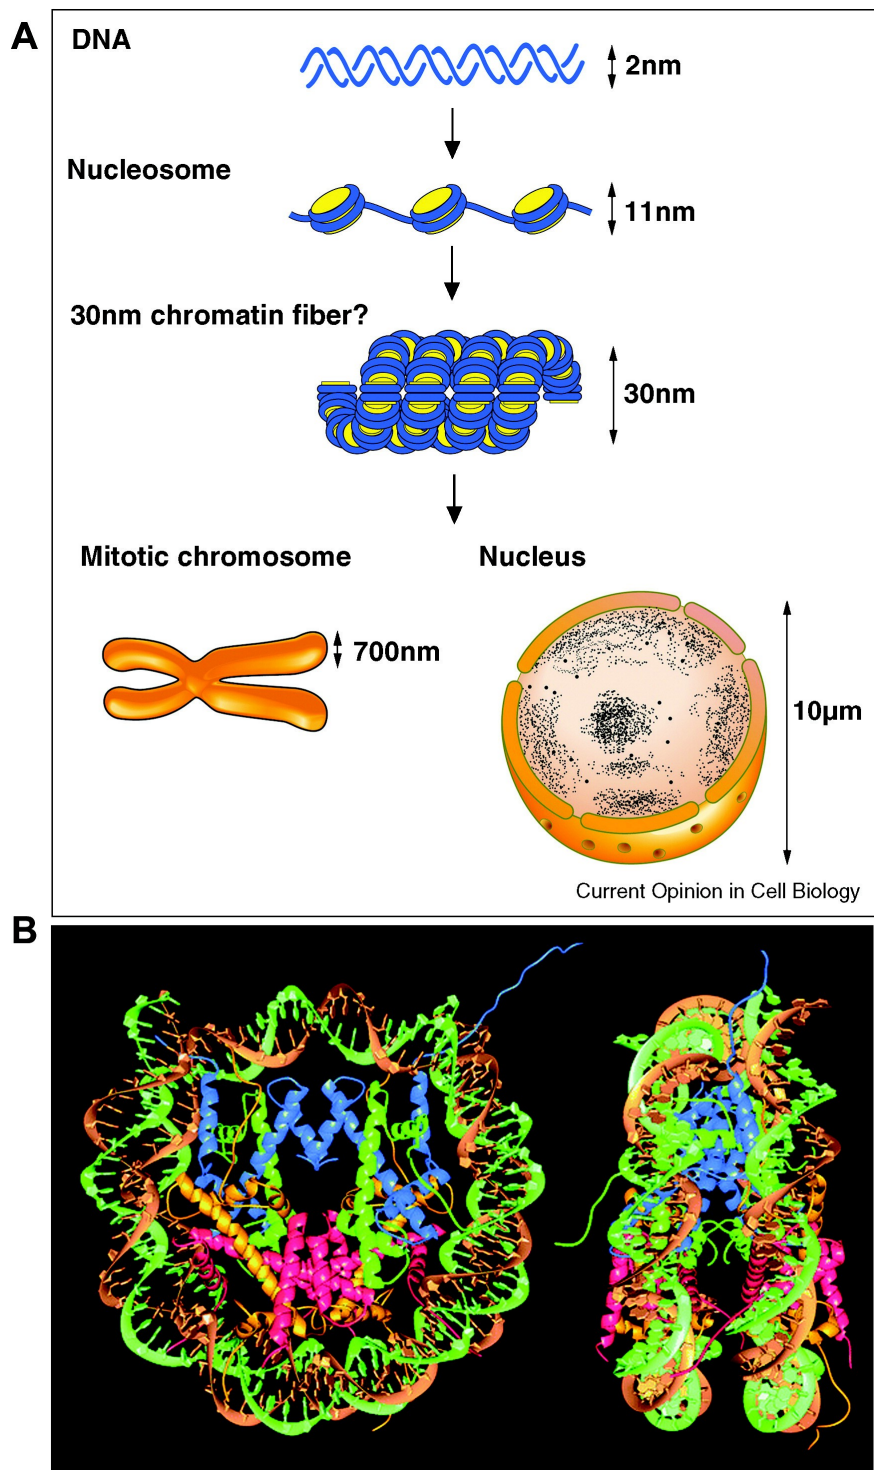 A
DNA
2nm
Nucleosome
11nm
30nm chromatin fiber?
30nm
Mitotic chromosome
Nucleus
700nm
10µm
Current Opinion in Cell Biology
B